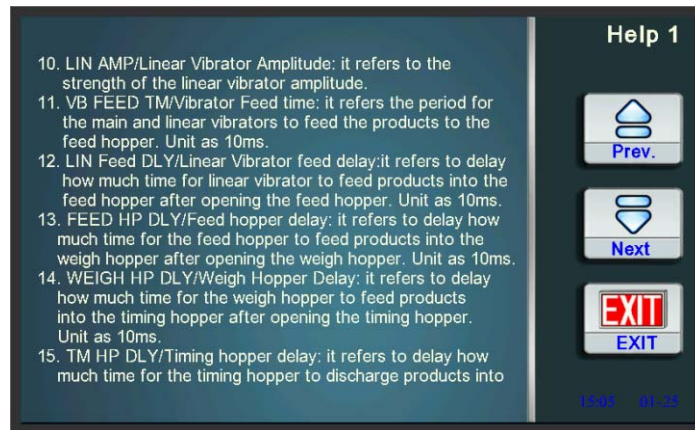 Help 1
10. LIN AMP/Linear Vibrator Amplitude: it refers to the
strength of the linear vibrator amplitude.
11. VB FEED TM/Vibrator Feed time: it refers the period for
the main and linear vibrators to feed the products to the
feed hopper. Unit as 10ms.
12. LIN Feed DLY/Linear Vibrator feed delay:it refers to delay
how much time for linear vibrator to feed products into the
feed hopper after opening the feed hopper. Unit as 10ms.
13. FEED HP DLY/Feed hopper delay: it refers to delay how
much time for the feed hopper to feed products into the
weigh hopper after opening the weigh hopper. Unit as 10ms.
14. WEIGH HP DLY/Weigh Hopper Delay: it refers to delay
how much time for the weigh hopper to feed products
into the timing hopper after opening the timing hopper.
Unit as 10ms.
15. TM HP DLY/Timing hopper delay: it refers to delay how
much time for the timing hopper to discharge products into
Prev.
Next
EXIT
EXIT
15:05 01-25